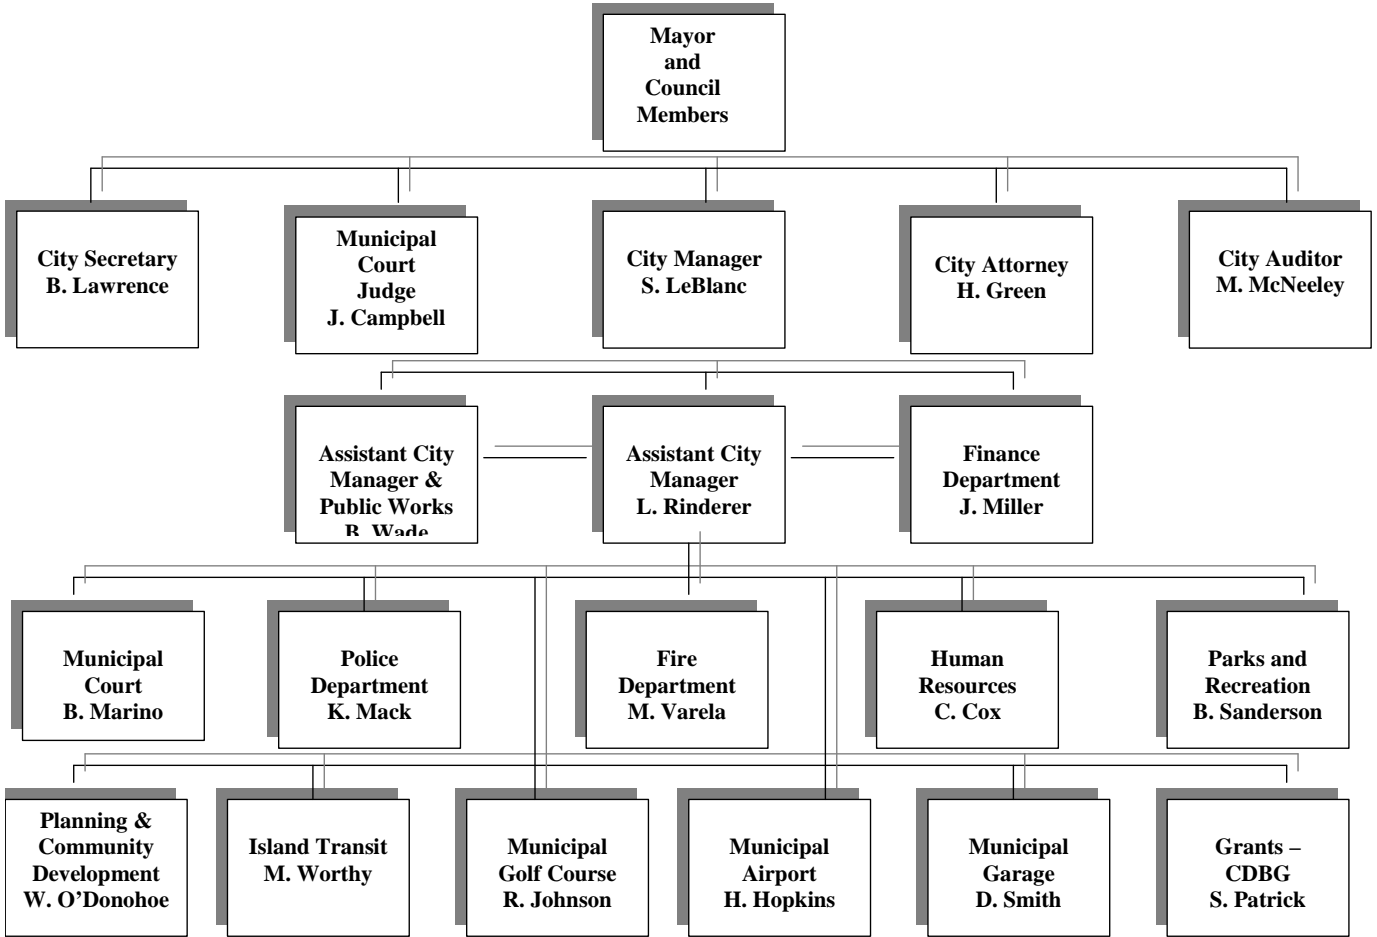 Mayor
and
Council
Members
City Secretary
B. Lawrence
Municipal
Court
Judge
J. Campbell
City Manager
S. LeBlanc
City Attorney
H. Green
City Auditor
M. McNeeley
Assistant City
Manager &
Public Works
B. Wade
Assistant City
Manager
L. Rinderer
Finance
Department
J. Miller
Municipal
Court
B. Marino
Police
Department
K. Mack
Fire
Department
M. Varela
Human
Resources
C. Cox
Parks and
Recreation
B. Sanderson
Planning &
Community
Development
W. O’Donohoe
Island Transit
M. Worthy
Municipal
Golf Course
R. Johnson
Municipal
Airport
H. Hopkins
Municipal
Garage
D. Smith
Grants –
CDBG
S. Patrick